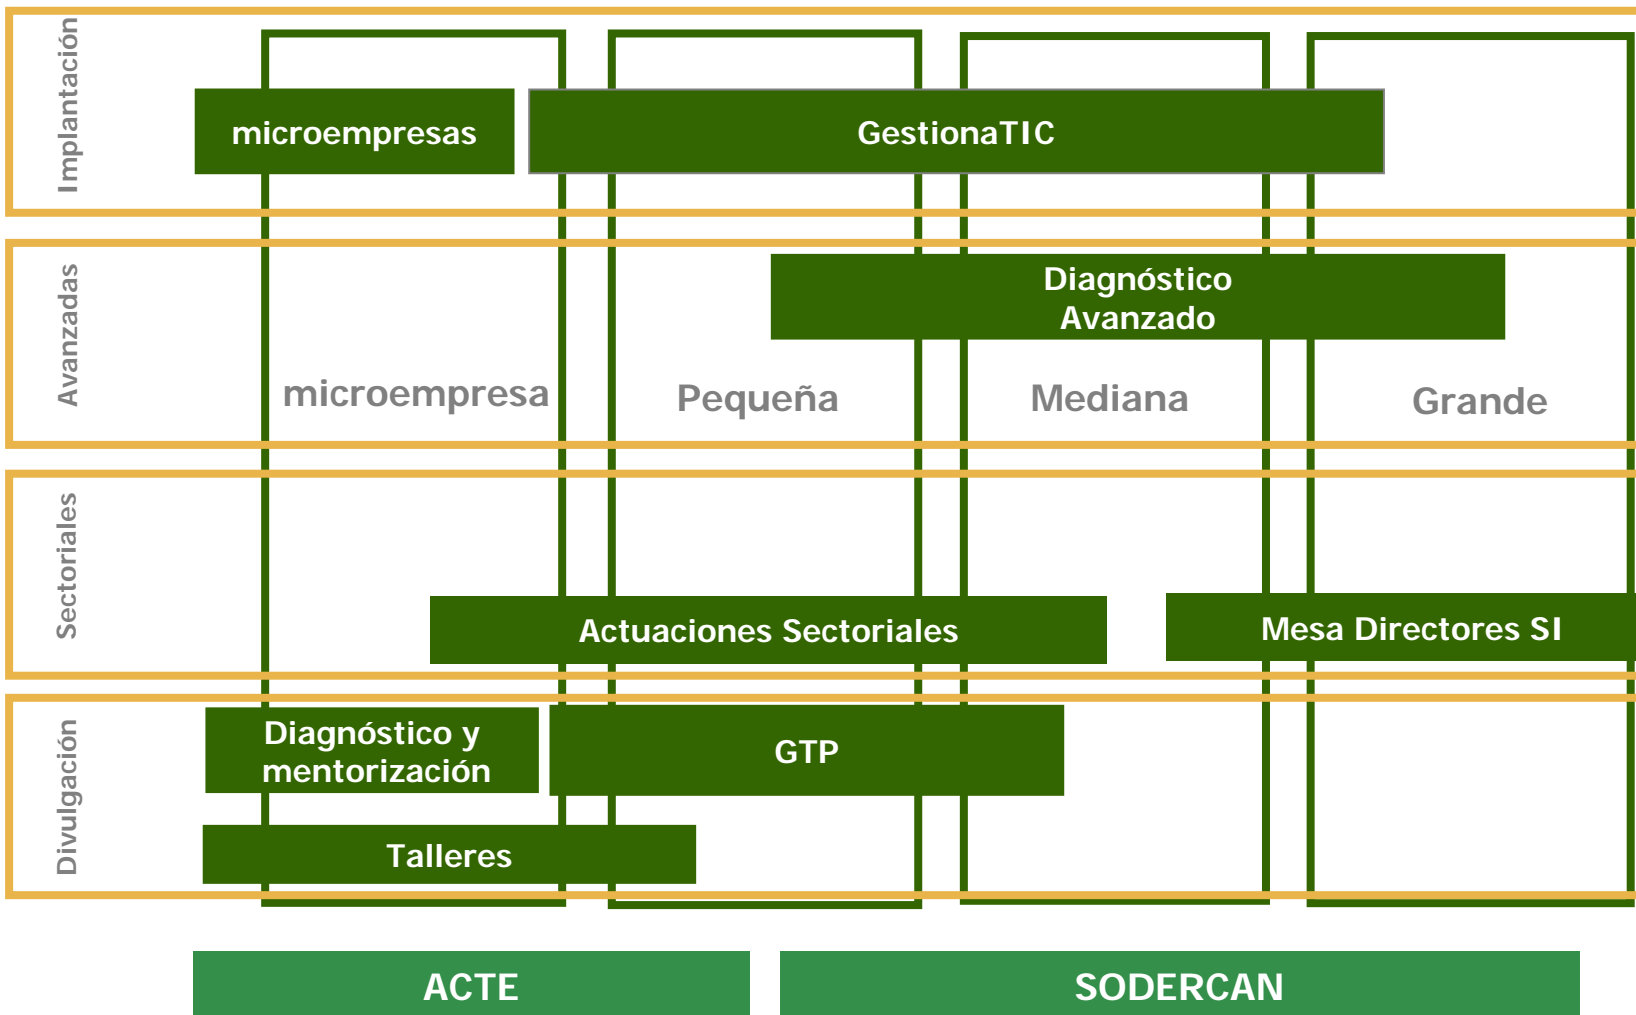 Implantación
microempresas
GestionaTIC
Avanzadas
Diagnóstico
Avanzado
microempresa
Pequeña
Mediana
Grande
Sectoriales
Actuaciones Sectoriales
Mesa Directores SI
Divulgación
Diagnóstico y
mentorización
GTP
Talleres
ACTE
SODERCAN